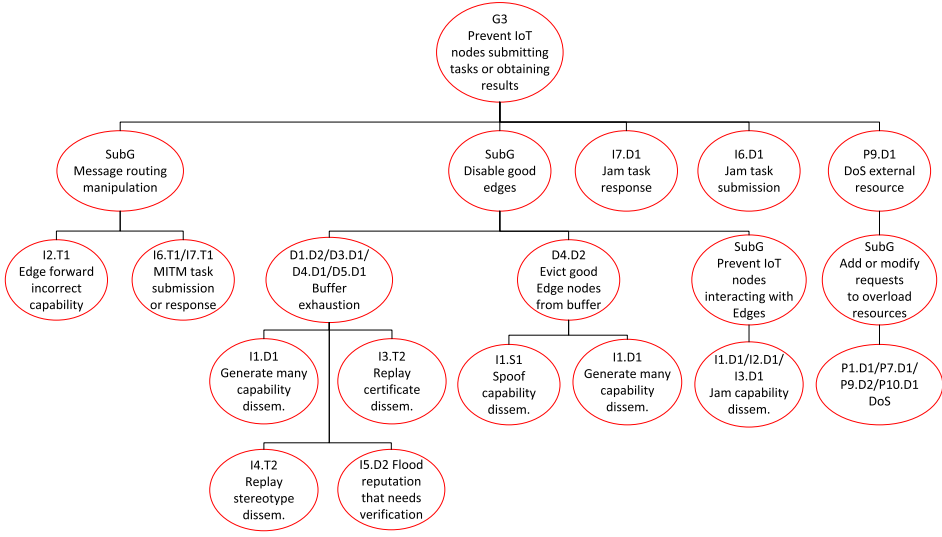 G3
Prevent IoT
nodes submitting
tasks or obtaining
results
SubG
Message routing
manipulation
SubG
Disable good
edges
I7.D1
Jam task
response
I6.D1
Jam task
submission
P9.D1
DoS external
resource
I2.T1
Edge forward
incorrect
capability
I6.T1/I7.T1
MITM task
submission
or response
D1.D2/D3.D1/
D4.D1/D5.D1
Buffer
exhaustion
D4.D2
Evict good
Edge nodes
from buffer
SubG
Prevent IoT
nodes
interacting with
Edges
SubG
Add or modify
requests
to overload
resources
I1.D1
Generate many
capability
dissem.
I3.T2
Replay
certificate
dissem.
I1.S1
Spoof
capability
dissem.
I1.D1
Generate many
capability
dissem.
I1.D1/I2.D1/
I3.D1
Jam capability
dissem.
P1.D1/P7.D1/
P9.D2/P10.D1
DoS
I4.T2
Replay
stereotype
dissem.
I5.D2 Flood
reputation
that needs
verification